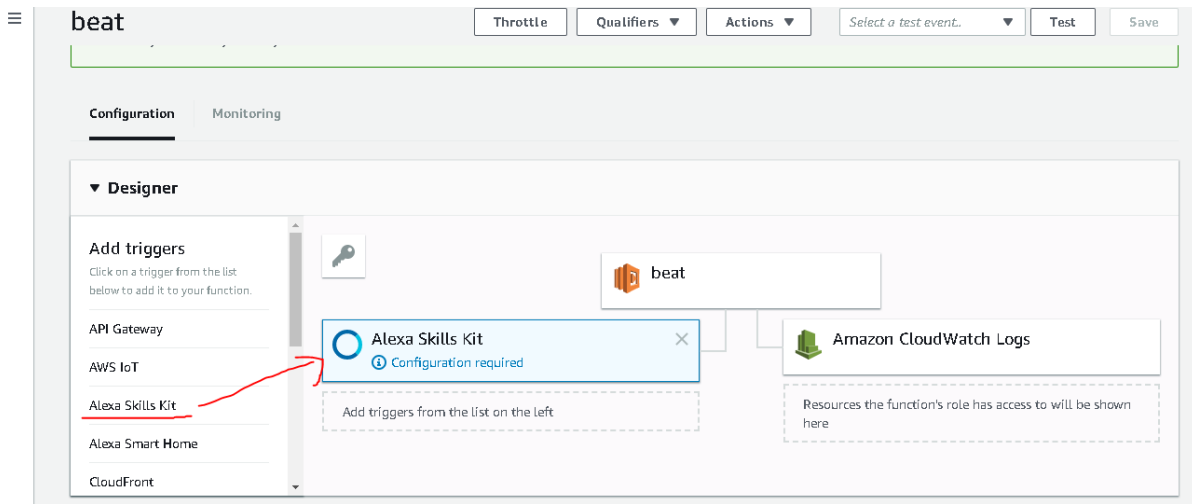 beat
Throttle
Qualifiers
Actions
Select a test event..
Test
Save
Configuration
Monitoring
Designer
Add triggers
Click on a trigger from the list
below to add it to your function.
API Gateway
AWS IoT
Alexa Skills Kit
Alexa Smart Home
CloudFront
beat
Alexa Skills Kit
Configuration required
Add triggers from the list on the left
Amazon CloudWatch Logs
Resources the function's role has access to will be shown
here